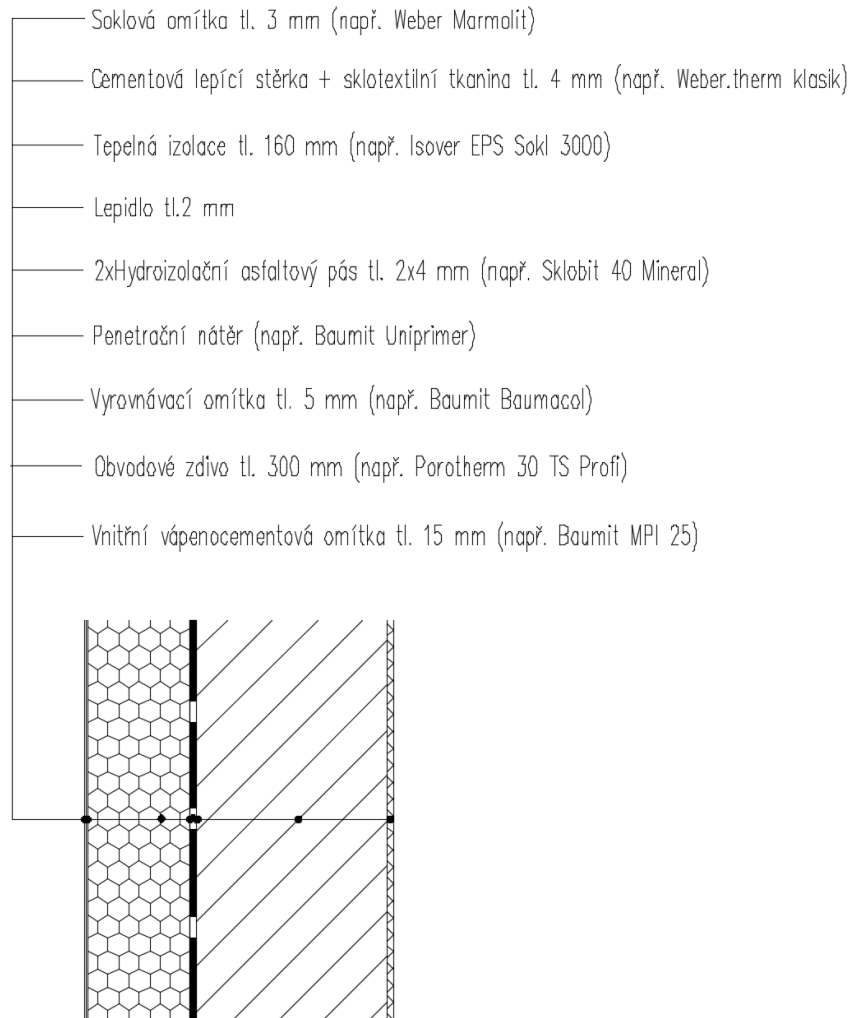 Soklová omítka tl. 3 mm (např. Weber Marmolit)
Cementová lepící stěrka + sklotextilní tkanina tl. 4 mm (např. Weber.therm klasik)
Tepelná izolace tl. 160 mm (např. Isover EPS Sokl 3000)
Lepidlo tl.2 mm
2xHydroizolační asfaltový pás tl. 2x4 mm (např. Sklobit 40 Mineral)
Penetrační nátěr (např. Baumit Uniprimer)
Vyrovnávací omítka tl. 5 mm (např. Baumit Baumacol)
Obvodové zdivo tl. 300 mm (např. Porotherm 30 TS Profi)
Vnitřní vápenocementová omítka tl. 15 mm (např. Baumit MPI 25)